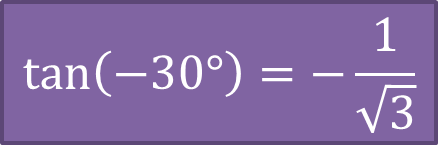 tan(−30°) = −1/√3